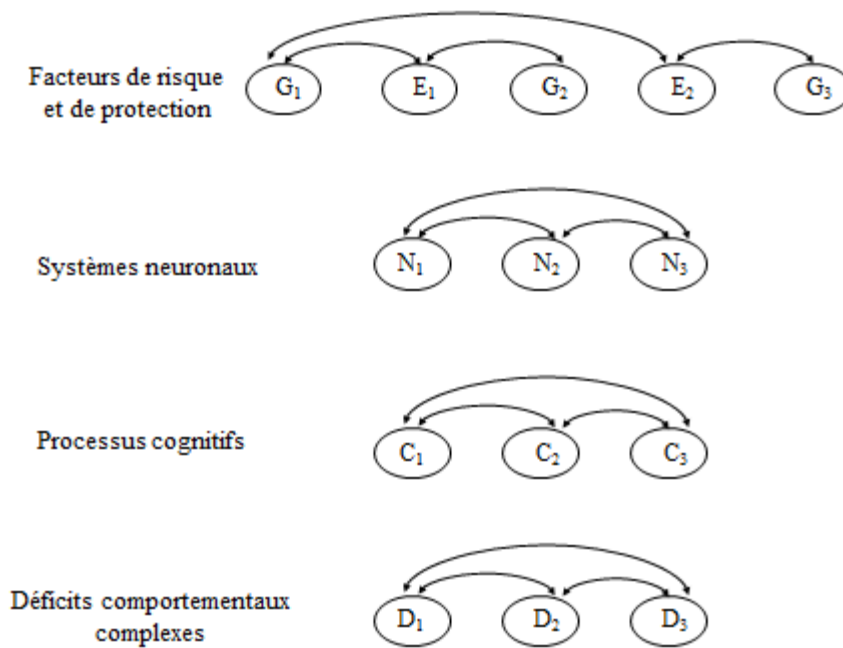 Facteurs de risque
et de protection
G1 E1 G2 E2 G3
Systèmes neuronaux
N1 N2 N3
Processus cognitifs
C1 C2 C3
Déficits comportementaux
complexes
D1 D2 D3